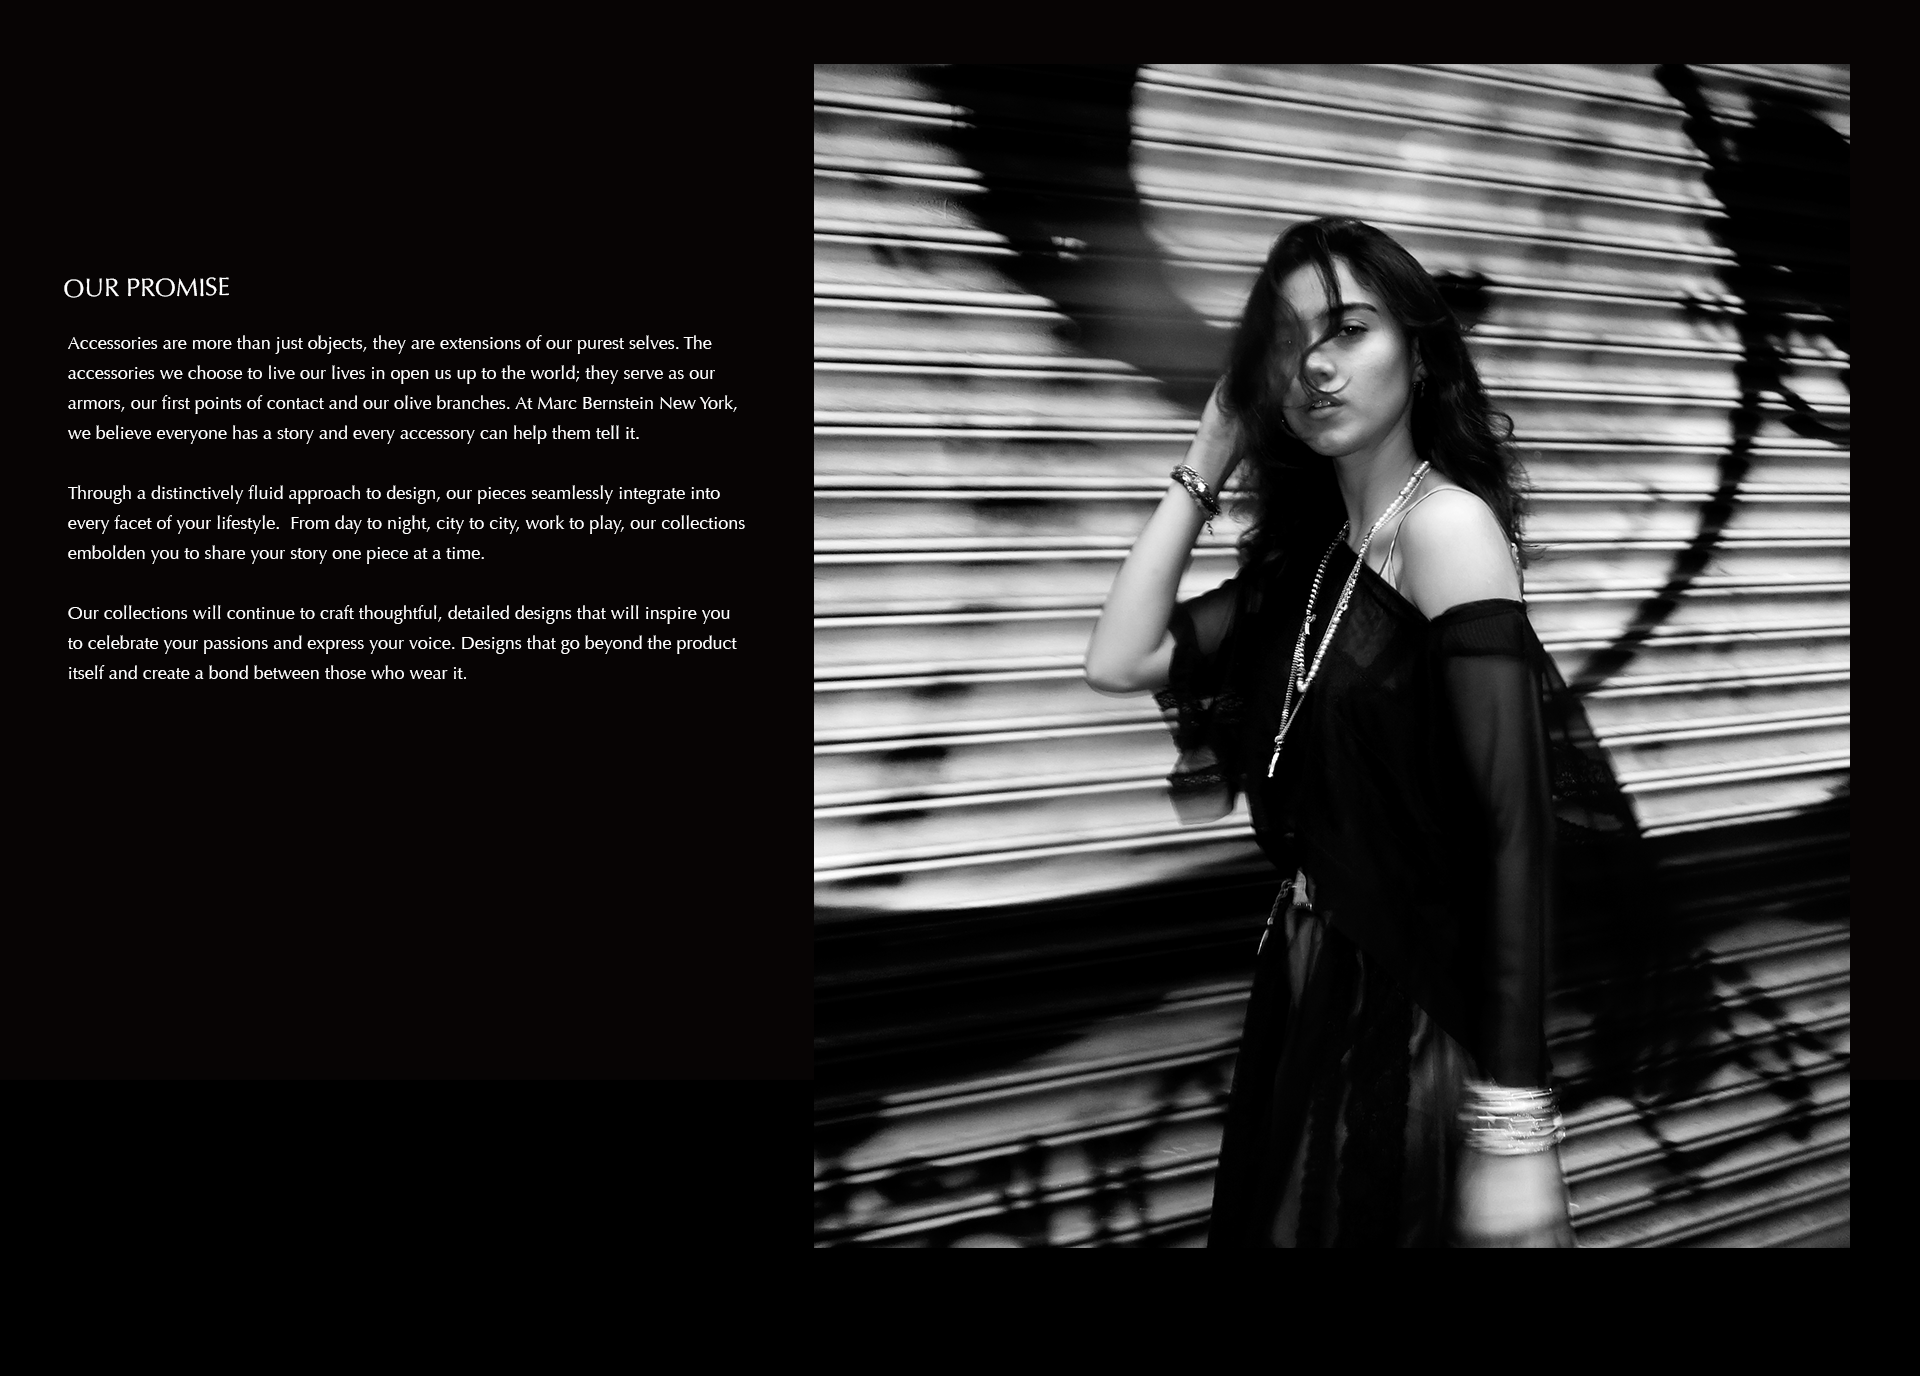 OUR PROMISE
Accessories are more than just objects, they are extensions of our purest selves. The
accessories we choose to live our lives in open us up to the world; they serve as our
armors, our first points of contact and our olive branches. At Marc Bernstein New York,
we believe everyone has a story and every accessory can help them tell it.
Through a distinctively fluid approach to design, our pieces seamlessly integrate into
every facet of your lifestyle.  From day to night, city to city, work to play, our collections
embolden you to share your story one piece at a time.
Our collections will continue to craft thoughtful, detailed designs that will inspire you
to celebrate your passions and express your voice. Designs that go beyond the product
itself and create a bond between those who wear it.